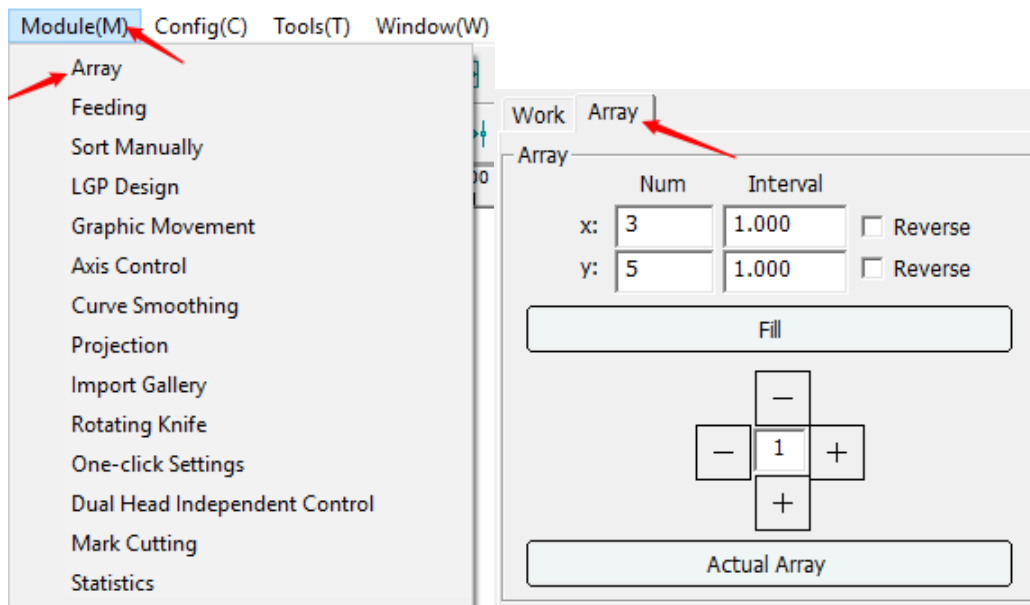 Module(M) Config(C) Tools(T) Window(W)
Array
Feeding
Sort Manually
LGP Design
Graphic Movement
Axis Control
Curve Smoothing
Projection
Import Gallery
Rotating Knife
One-click Settings
Dual Head Independent Control
Mark Cutting
Statistics
00
Work Array
Array
Num Interval
x: 3 1.000 Reverse
y: 5 1.000 Reverse
Fill
−
− 1 +
+
Actual Array